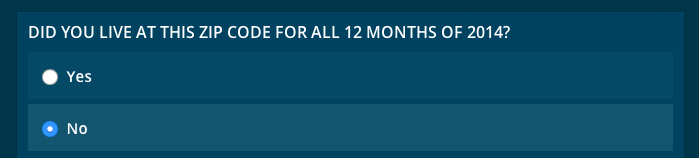 DID YOU LIVE AT THIS ZIP CODE FOR ALL 12 MONTHS OF 2014?
Yes
No